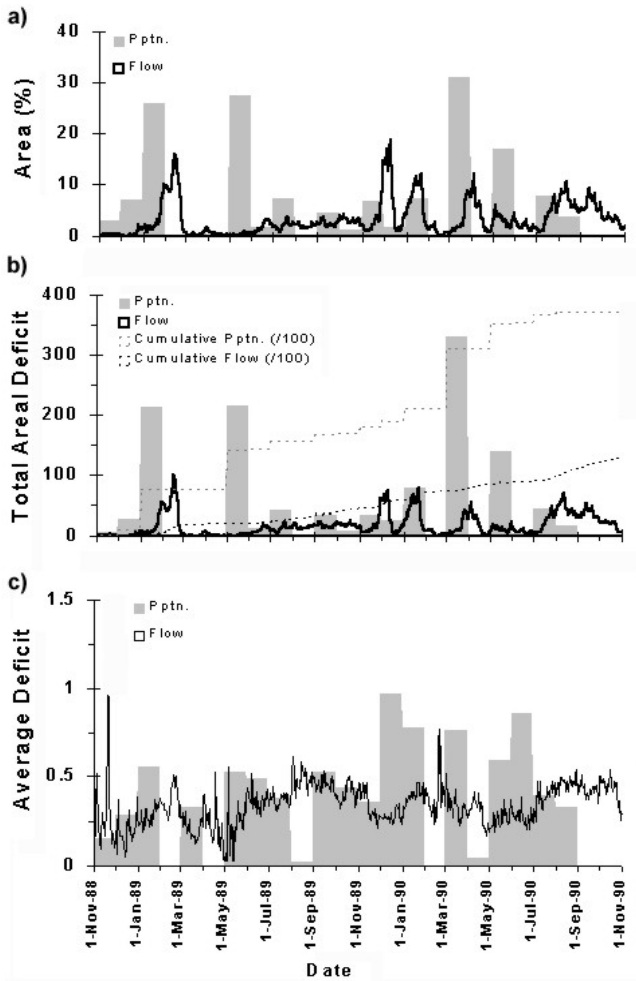 a)
Area (%)
40
30
20
10
0
Pptn.
Flow
b)
Total Areal Deficit
400
300
200
100
0
Pptn.
Flow
Cumulative Pptn. (/100)
Cumulative Flow (/100)
c)
Average Deficit
1.5
1
0.5
0
Pptn.
Flow
1-Nov-88
1-Jan-89
1-Mar-89
1-May-89
1-Jul-89
1-Sep-89
1-Nov-89
1-Jan-90
1-Mar-90
1-May-90
1-Jul-90
1-Sep-90
1-Nov-90
Date